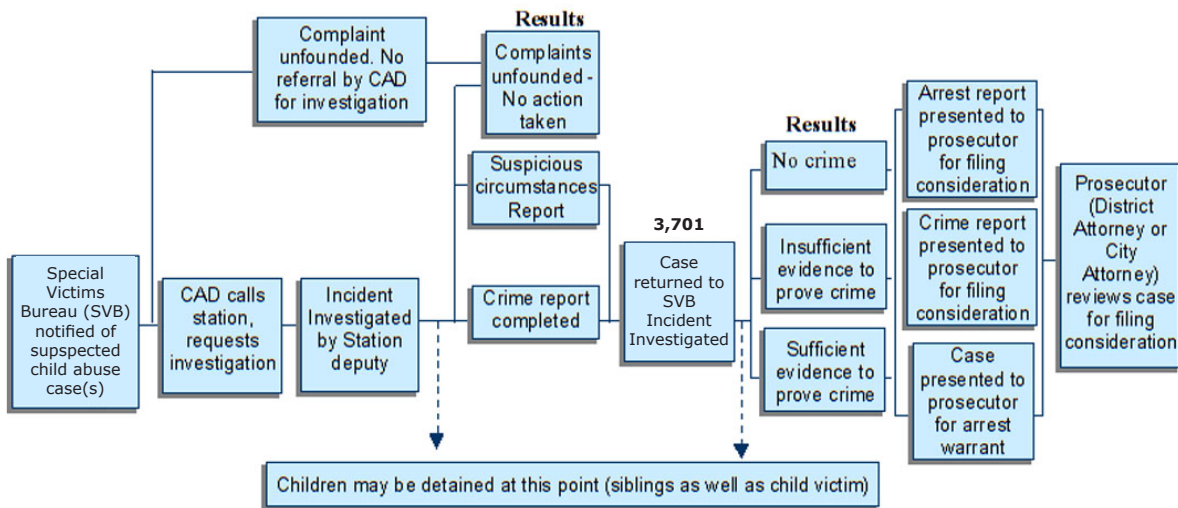 Results
Complaint
unfounded. No
referral by CAD
for investigation
Complaints
unfounded -
No action
taken
Suspicious
circumstances
Report
Special
Victims
Bureau (SVB)
notified of
supspected
child abuse
case(s)
CAD calls
station,
requests
investigation
Incident
Investigated
by Station
deputy
Crime report
completed
3,701
Case
returned to
SVB
Incident
Investigated
Results
No crime
Insufficient
evidence to
prove crime
Sufficient
evidence to
prove crime
Arrest report
presented to
prosecutor
for filing
consideration
Crime report
presented to
prosecutor
for filing
consideration
Case
presented to
prosecutor
for arrest
warrant
Prosecutor
(District
Attorney or
City
Attorney)
reviews case
for filing
consideration
Children may be detained at this point (siblings as well as child victim)